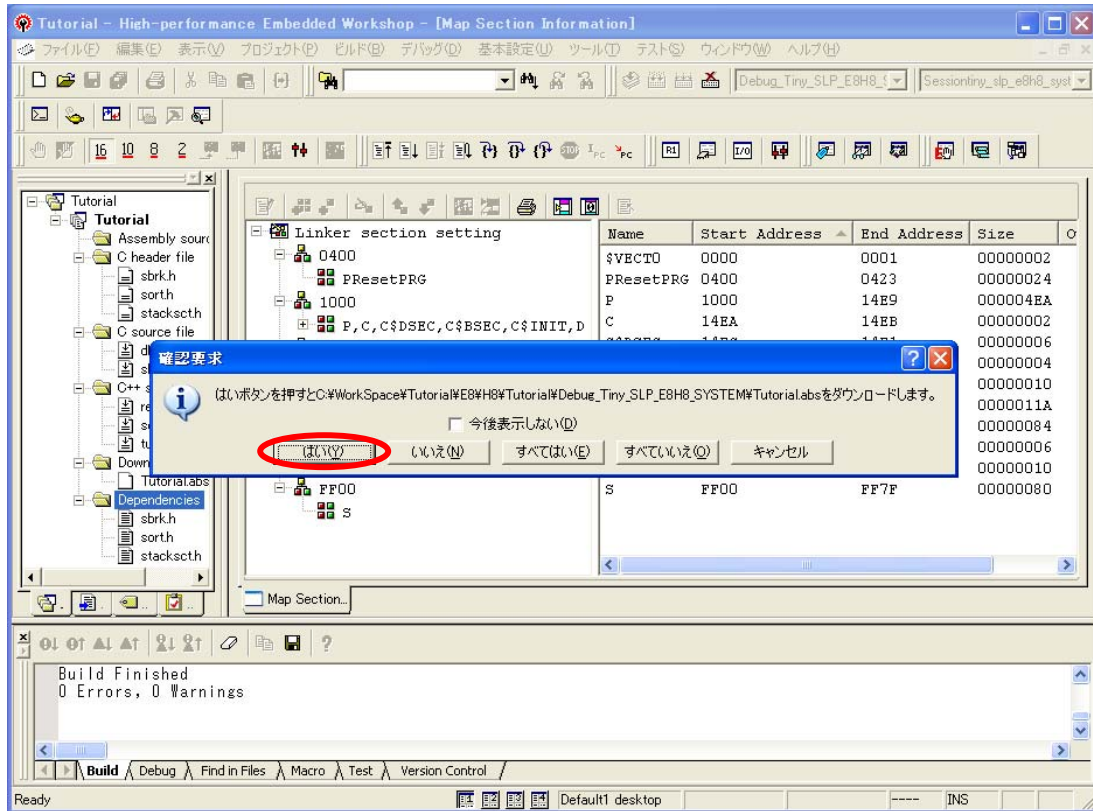 Tutorial - High-performance Embedded Workshop - [Map Section Information]
ファイル(F) 編集(E) 表示(V) プロジェクト(P) ビルド(B) デバッグ(D) 基本設定(U) ツール(T) テスト(S) ウィンドウ(W) ヘルプ(H)
Debug_Tiny_SLP_E8H8_S Sessiontiny_slp_e8h8_syst
16 10 8 2
Tutorial
Tutorial
Assembly sourc
C header file
sbrk.h
sort.h
stacksct.h
C source file
C++ s
Down
Tutorial.abs
Dependencies
sbrk.h
sort.h
stacksct.h
Linker section setting
0400
PResetPRG
1000
P,C,C$DSEC,C$BSEC,C$INIT,D
FF00
S
Name Start Address End Address Size
$VECT0 0000 0001 00000002
PResetPRG 0400 0423 00000024
P 1000 14E9 000004EA
C 14EA 14EB 00000002
00000006
00000004
00000010
0000011A
00000084
00000006
00000010
S FF00 FF7F 00000080
確認要求
はいボタンを押すとC:¥WorkSpace¥Tutorial¥E8¥H8¥Tutorial¥Debug_Tiny_SLP_E8H8_SYSTEM¥Tutorial.absをダウンロードします。
今後表示しない(D)
はい(Y) いいえ(N) すべてはい(E) すべていいえ(O) キャンセル
Map Section...
Build Finished
0 Errors, 0 Warnings
Build Debug Find in Files Macro Test Version Control
Ready Default1 desktop ---- INS